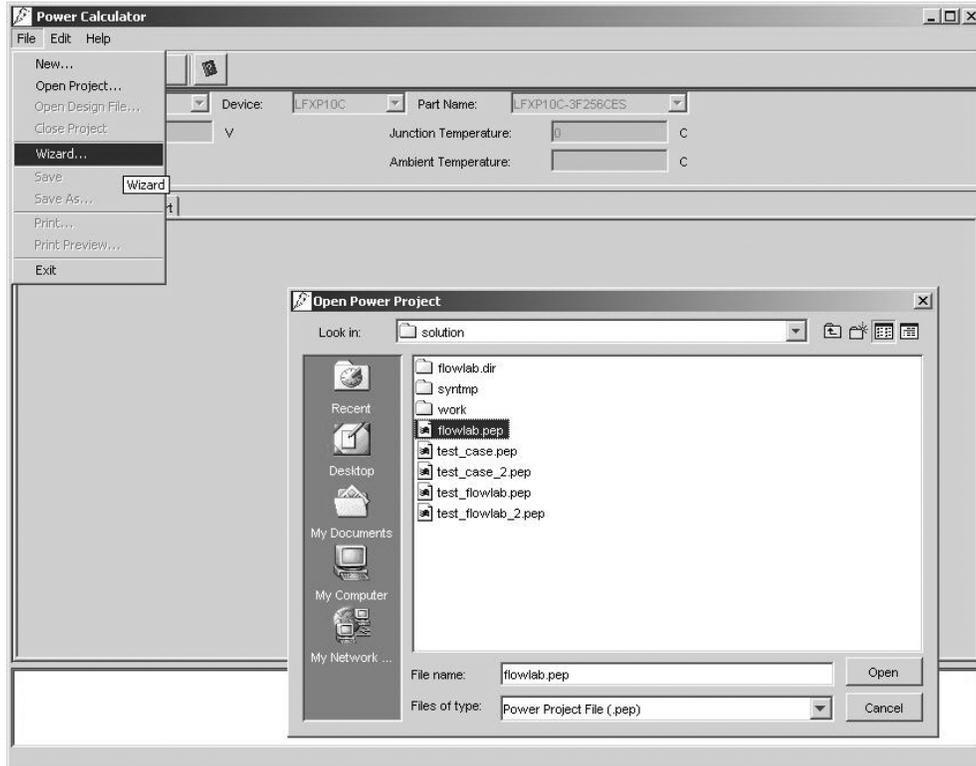 Power Calculator
File Edit Help
New...
Open Project...
Open Design File...
Close Project
Wizard...
Save
Wizard
Save As...
Print...
Print Preview...
Exit
Device: LFXP10C Part Name: LFXP10C-3F256CES
V Junction Temperature: 0 C
Ambient Temperature: C
Open Power Project
Look in: solution
Recent
Desktop
My Documents
My Computer
My Network ...
flowlab.dir
syntmp
work
flowlab.pep
test_case.pep
test_case_2.pep
test_flowlab.pep
test_flowlab_2.pep
File name: flowlab.pep Open
Files of type: Power Project File (.pep) Cancel